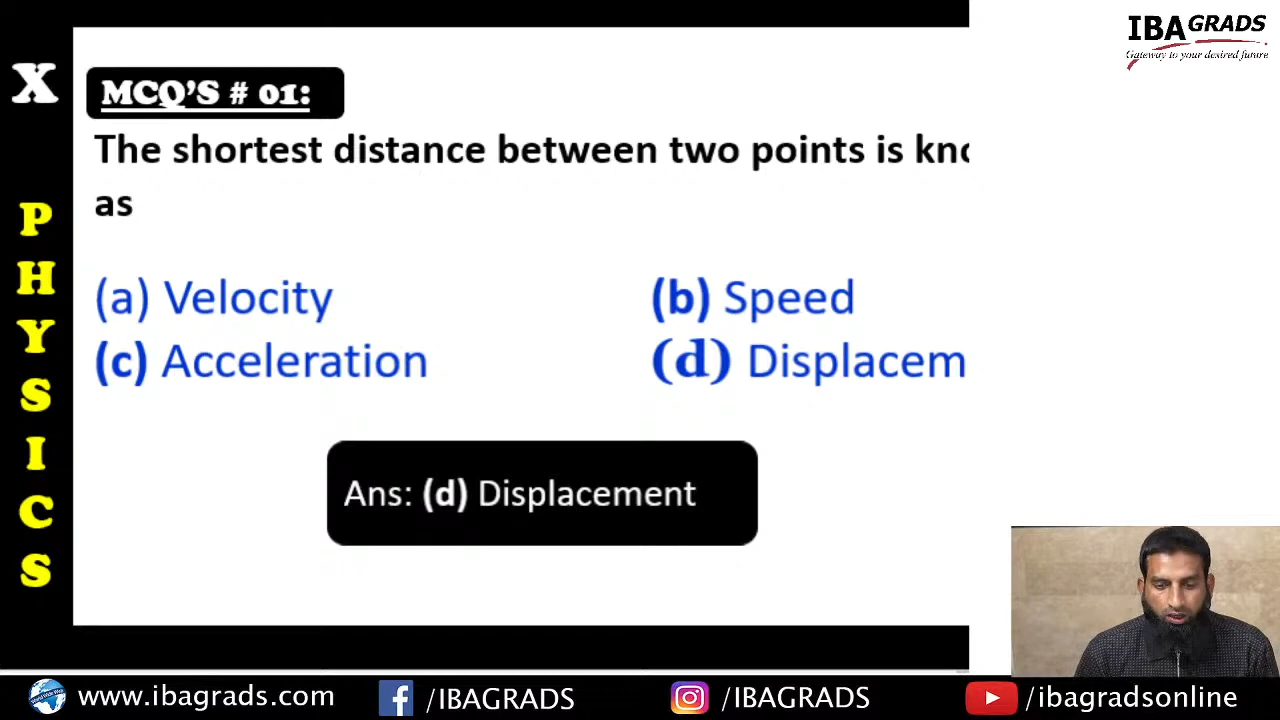 IBA GRADS
Gateway to your desired future
X
PHYSICS
MCQ'S # 01:
The shortest distance between two points is kno
as
(a) Velocity (b) Speed
(c) Acceleration (d) Displacem
Ans: (d) Displacement
www.ibagrads.com /IBAGRADS /IBAGRADS /ibagradsonline